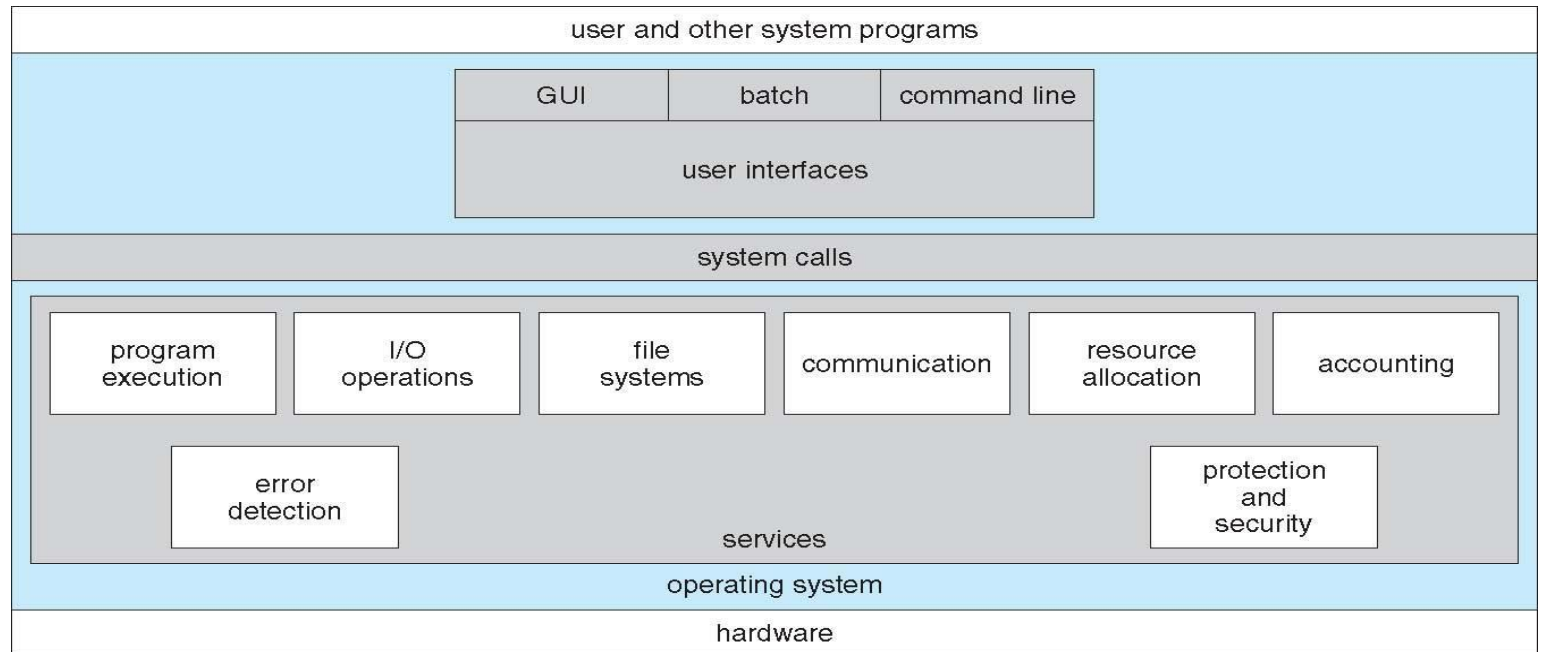 user and other system programs
GUI
batch
command line
user interfaces
system calls
program
execution
I/O
operations
file
systems
communication
resource
allocation
accounting
error
detection
protection
and
security
services
operating system
hardware